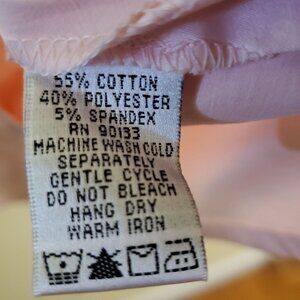 55% COTTON
40% POLYESTER
5% SPANDEX
RN 90133
MACHINE WASH COLD
SEPARATELY
GENTLE CYCLE
DO NOT BLEACH
HANG DRY
WARM IRON